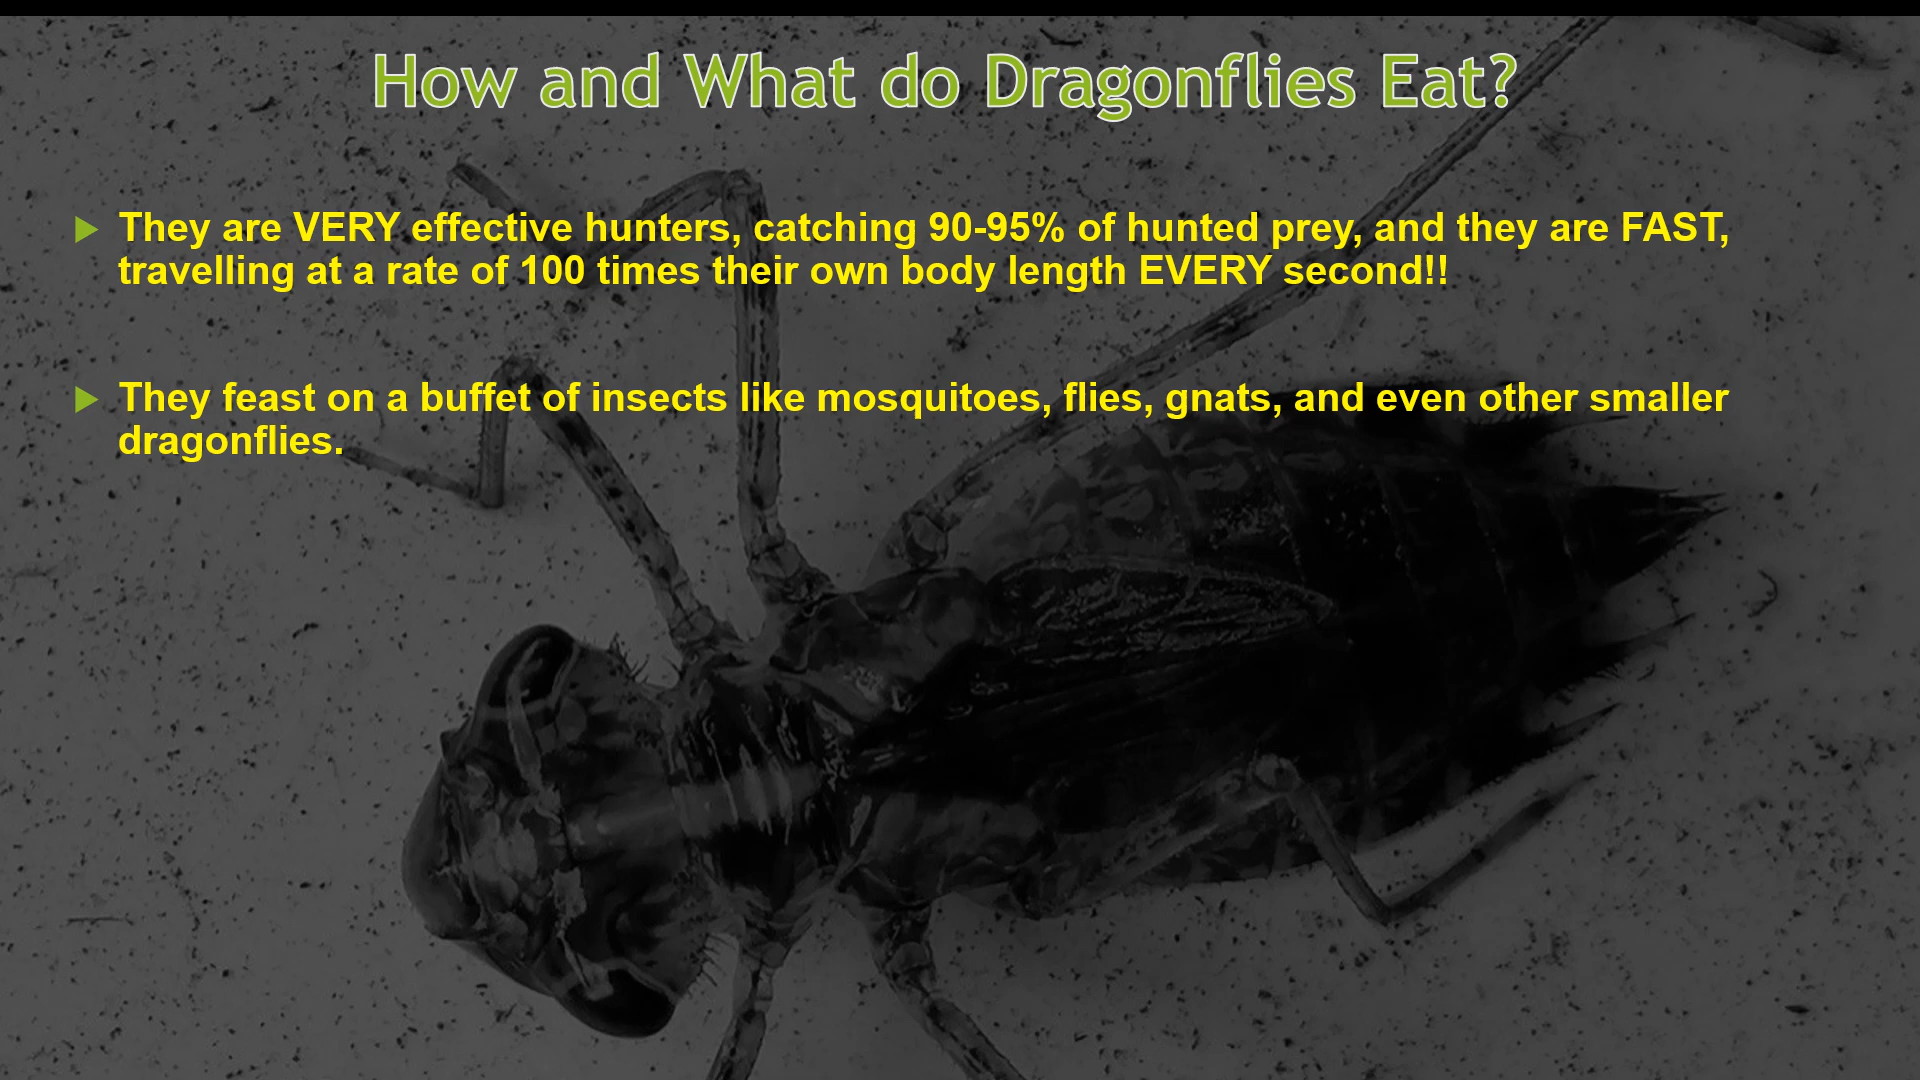 How and What do Dragonflies Eat?
They are VERY effective hunters, catching 90-95% of hunted prey, and they are FAST,
travelling at a rate of 100 times their own body length EVERY second!!
They feast on a buffet of insects like mosquitoes, flies, gnats, and even other smaller
dragonflies.